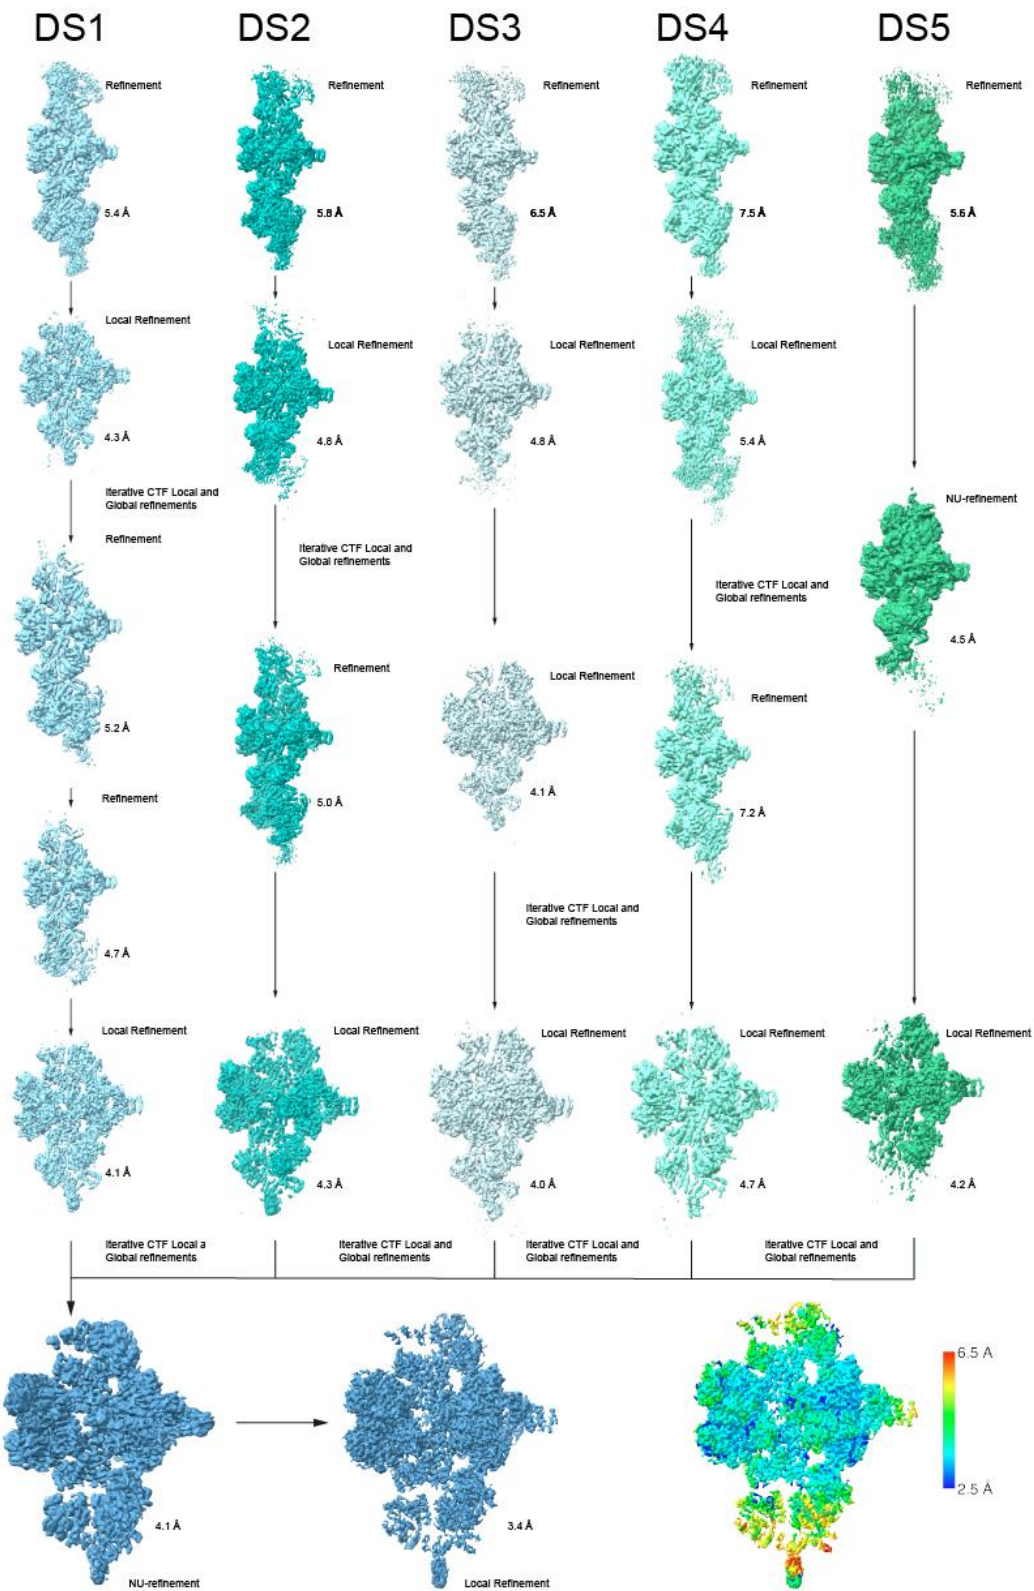 DS1 DS2 DS3 DS4 DS5
Refinement Refinement Refinement Refinement Refinement
5.4 Å 5.8 Å 6.5 Å 7.5 Å 5.6 Å
Local Refinement
Local Refinement Local Refinement Local Refinement
4.3 Å
4.8 Å 4.8 Å 5.4 Å
Iterative CTF Local and
Global refinements
NU-refinement
Refinement
Iterative CTF Local and
Global refinements
Iterative CTF Local and
Global refinements
4.5 Å
Refinement
Local Refinement
Refinement
5.2 Å
Refinement
4.1 Å
5.0 Å
7.2 Å
Iterative CTF Local and
Global refinements
4.7 Å
Local Refinement Local Refinement Local Refinement Local Refinement Local Refinement
4.1 Å 4.3 Å 4.0 Å 4.7 Å 4.2 Å
Iterative CTF Local a Iterative CTF Local and Iterative CTF Local and Iterative CTF Local and
Global refinements Global refinements Global refinements Global refinements
6.5 Å
2.5 Å
4.1 Å 3.4 Å
NU-refinement Local Refinement